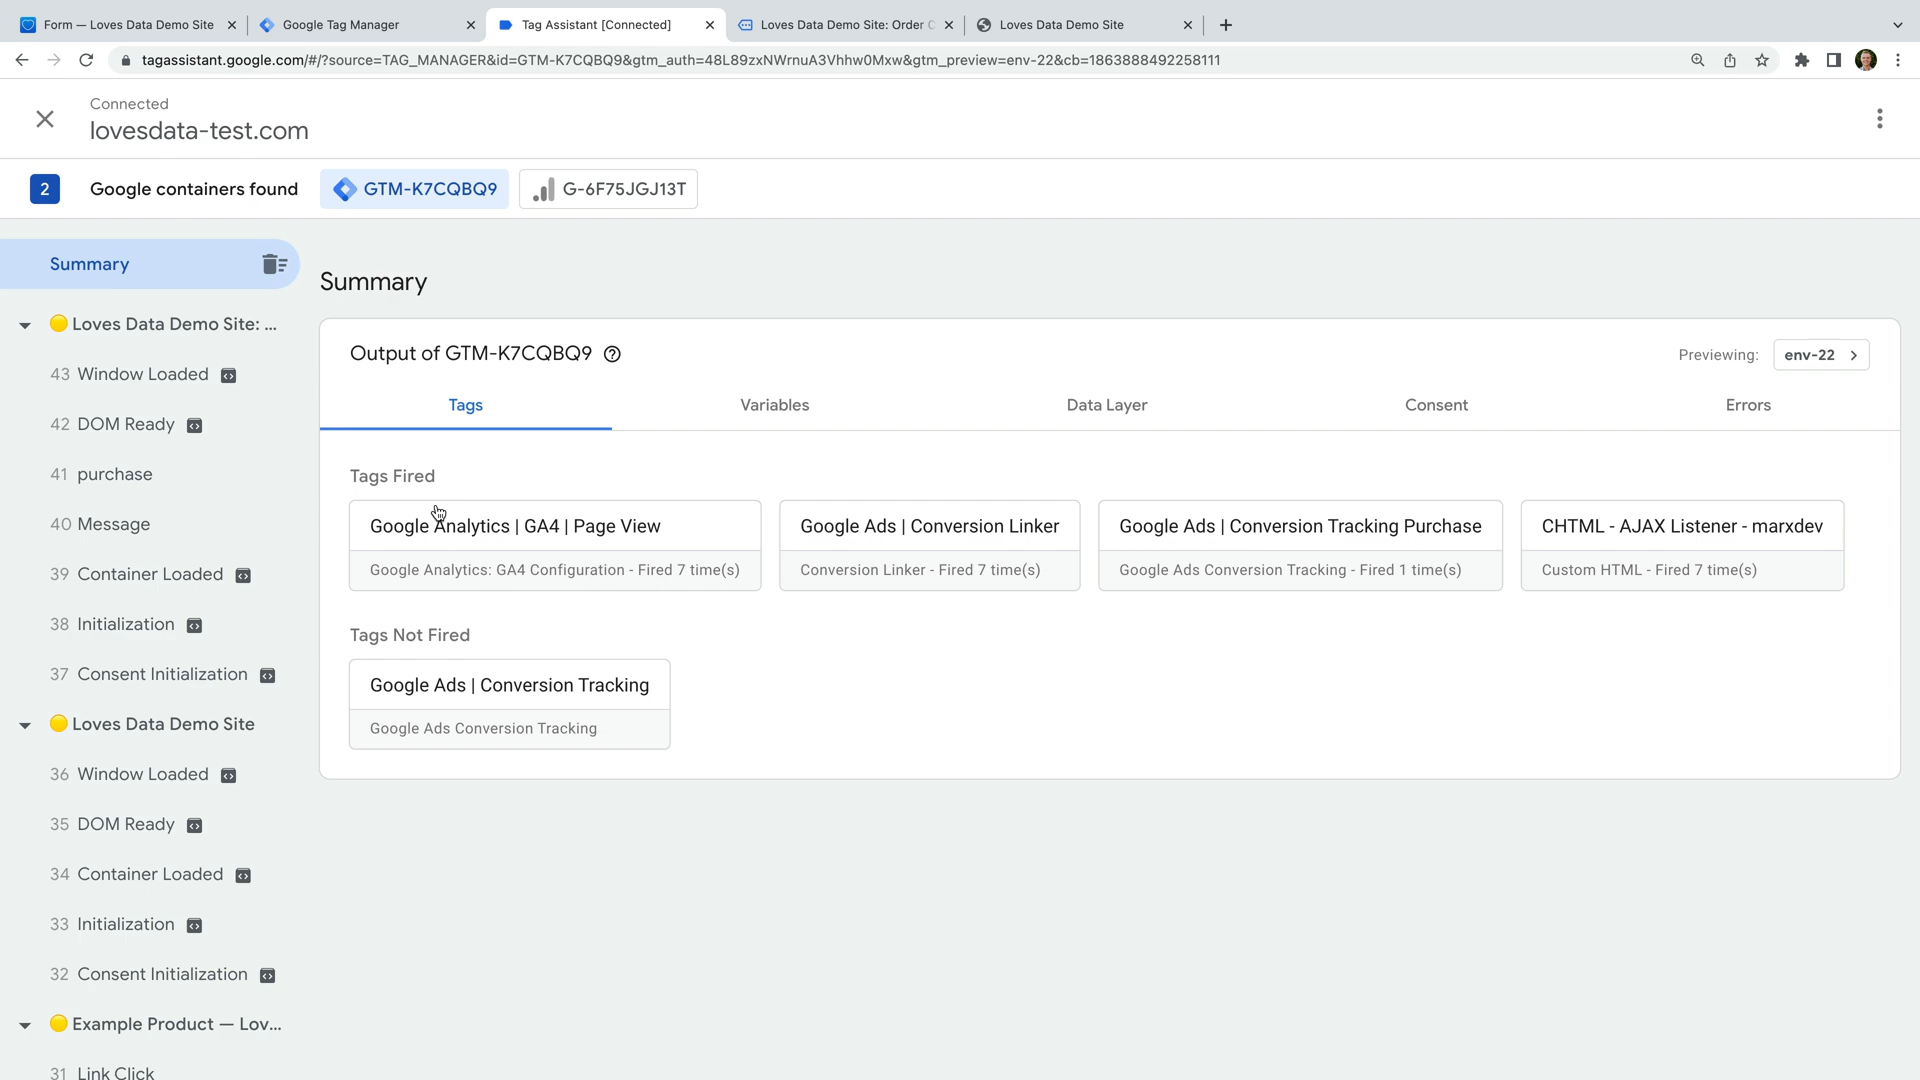 Form — Loves Data Demo Site
Google Tag Manager
Tag Assistant [Connected]
Loves Data Demo Site: Order C
Loves Data Demo Site
tagassistant.google.com/#/?source=TAG_MANAGER&id=GTM-K7CQBQ9&gtm_auth=48L89zxNWrnuA3Vhhw0Mxw&gtm_preview=env-22&cb=1863888492258111
Connected
lovesdata-test.com
2
Google containers found
GTM-K7CQBQ9
G-6F75JGJ13T
Summary
Loves Data Demo Site: ...
43 Window Loaded
42 DOM Ready
41 purchase
40 Message
39 Container Loaded
38 Initialization
37 Consent Initialization
Loves Data Demo Site
36 Window Loaded
35 DOM Ready
34 Container Loaded
33 Initialization
32 Consent Initialization
Example Product — Lov...
31 Link Click
Summary
Output of GTM-K7CQBQ9
Previewing: env-22
Tags
Variables
Data Layer
Consent
Errors
Tags Fired
Google Analytics | GA4 | Page View
Google Analytics: GA4 Configuration - Fired 7 time(s)
Google Ads | Conversion Linker
Conversion Linker - Fired 7 time(s)
Google Ads | Conversion Tracking Purchase
Google Ads Conversion Tracking - Fired 1 time(s)
CHTML - AJAX Listener - marxdev
Custom HTML - Fired 7 time(s)
Tags Not Fired
Google Ads | Conversion Tracking
Google Ads Conversion Tracking